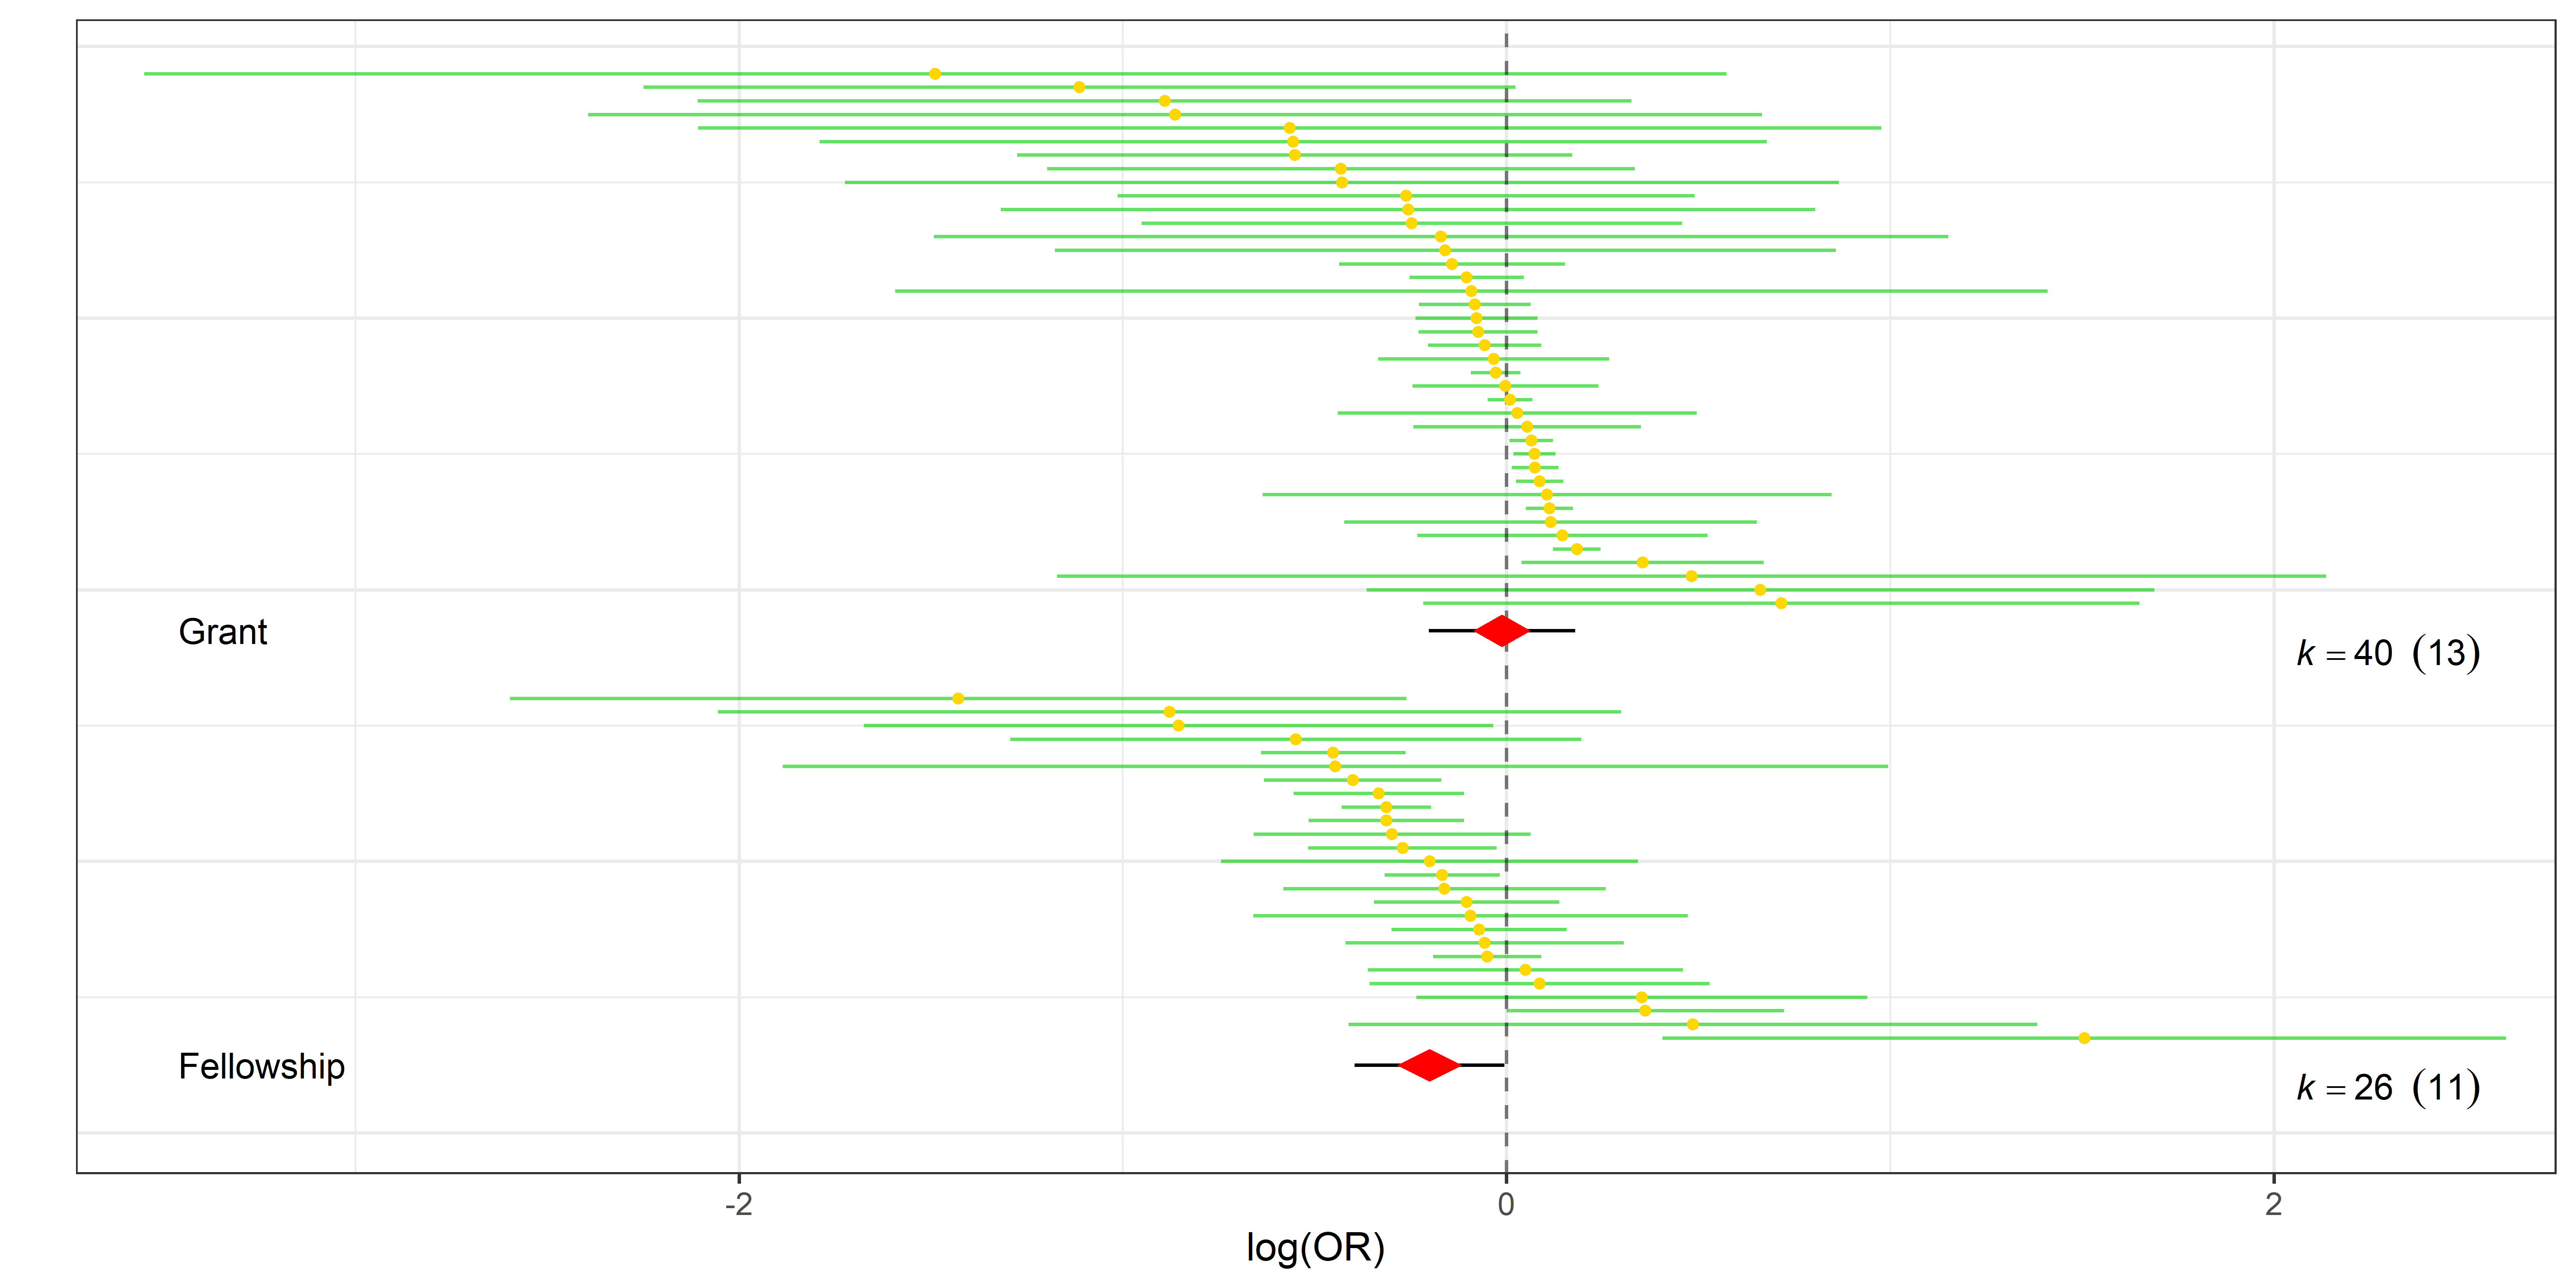 Grant
k = 40 (13)
Fellowship
k = 26 (11)
-2 0 2
log(OR)